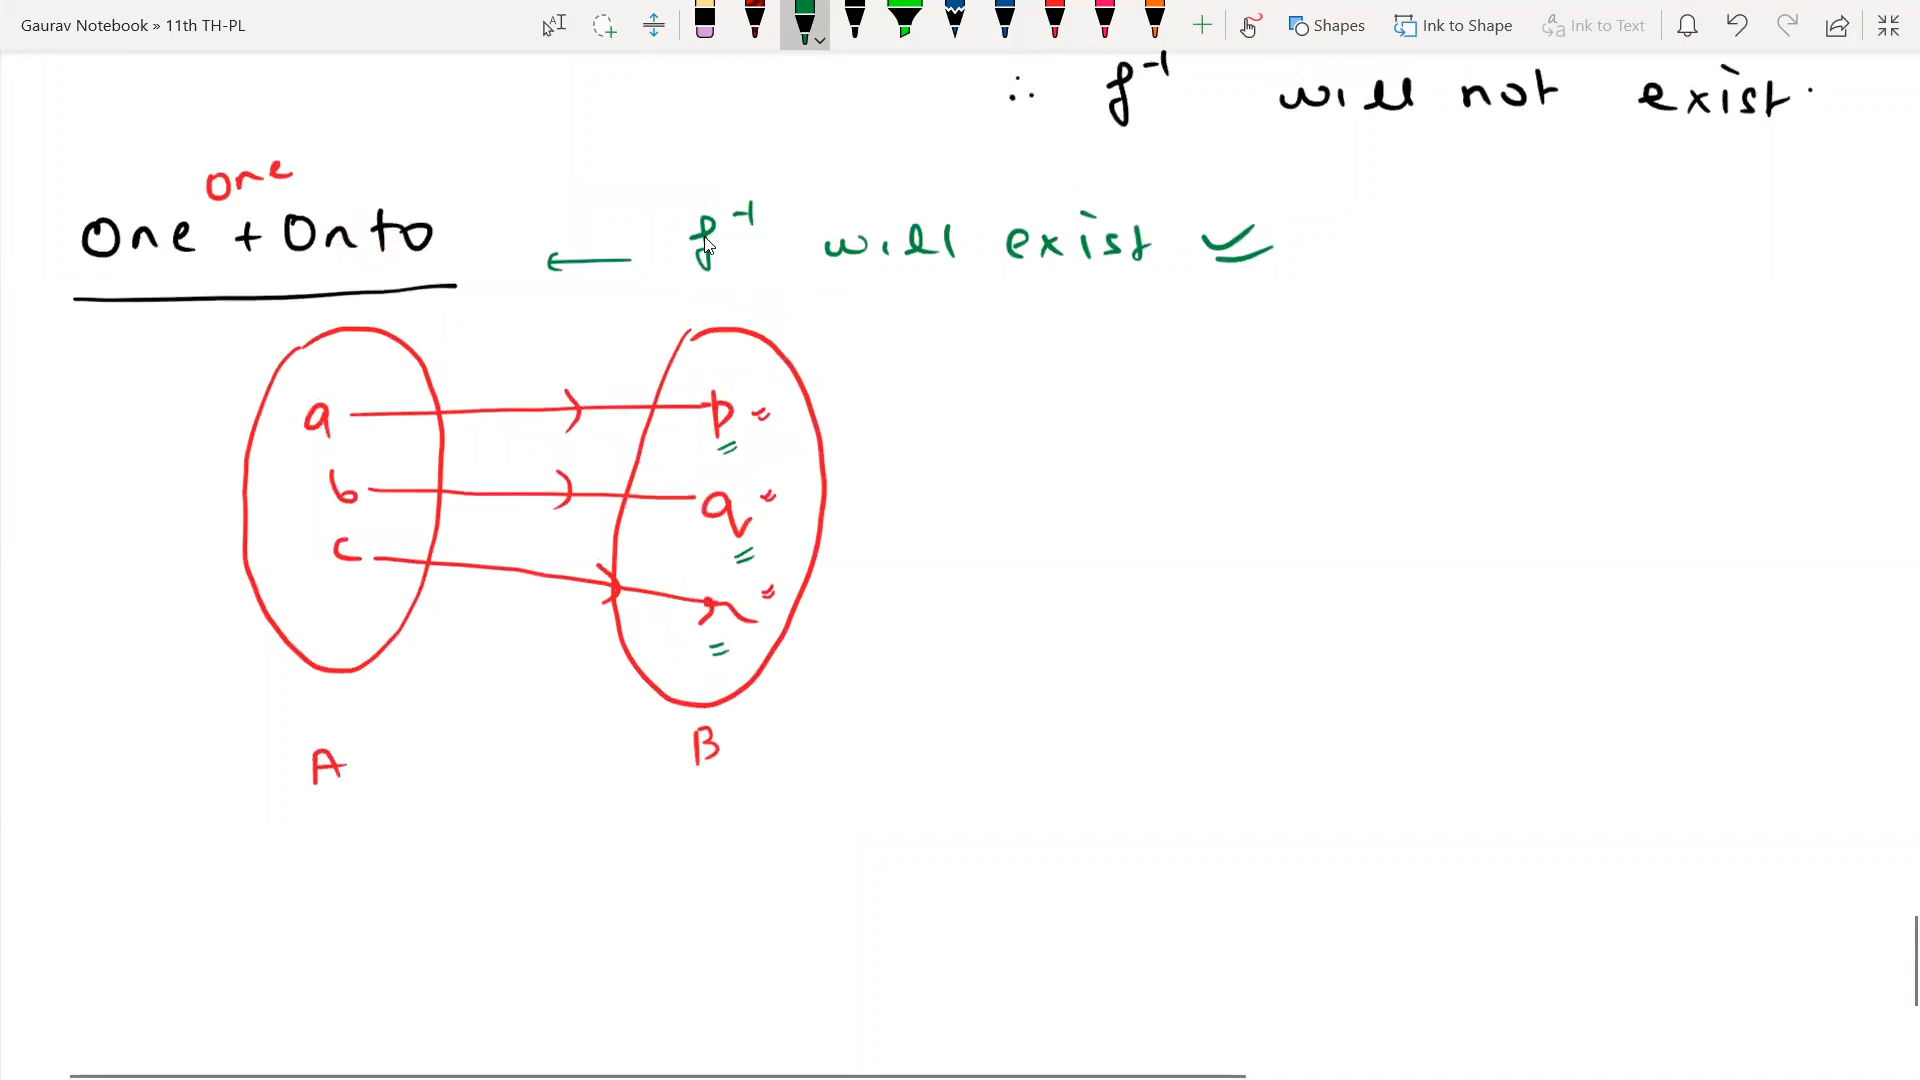 Gaurav Notebook » 11th TH-PL
Shapes
Ink to Shape
Ink to Text
∴ f⁻¹ will not exist.
one
One + Onto ← f⁻¹ will exist ✓
a p
b q
c r
A B